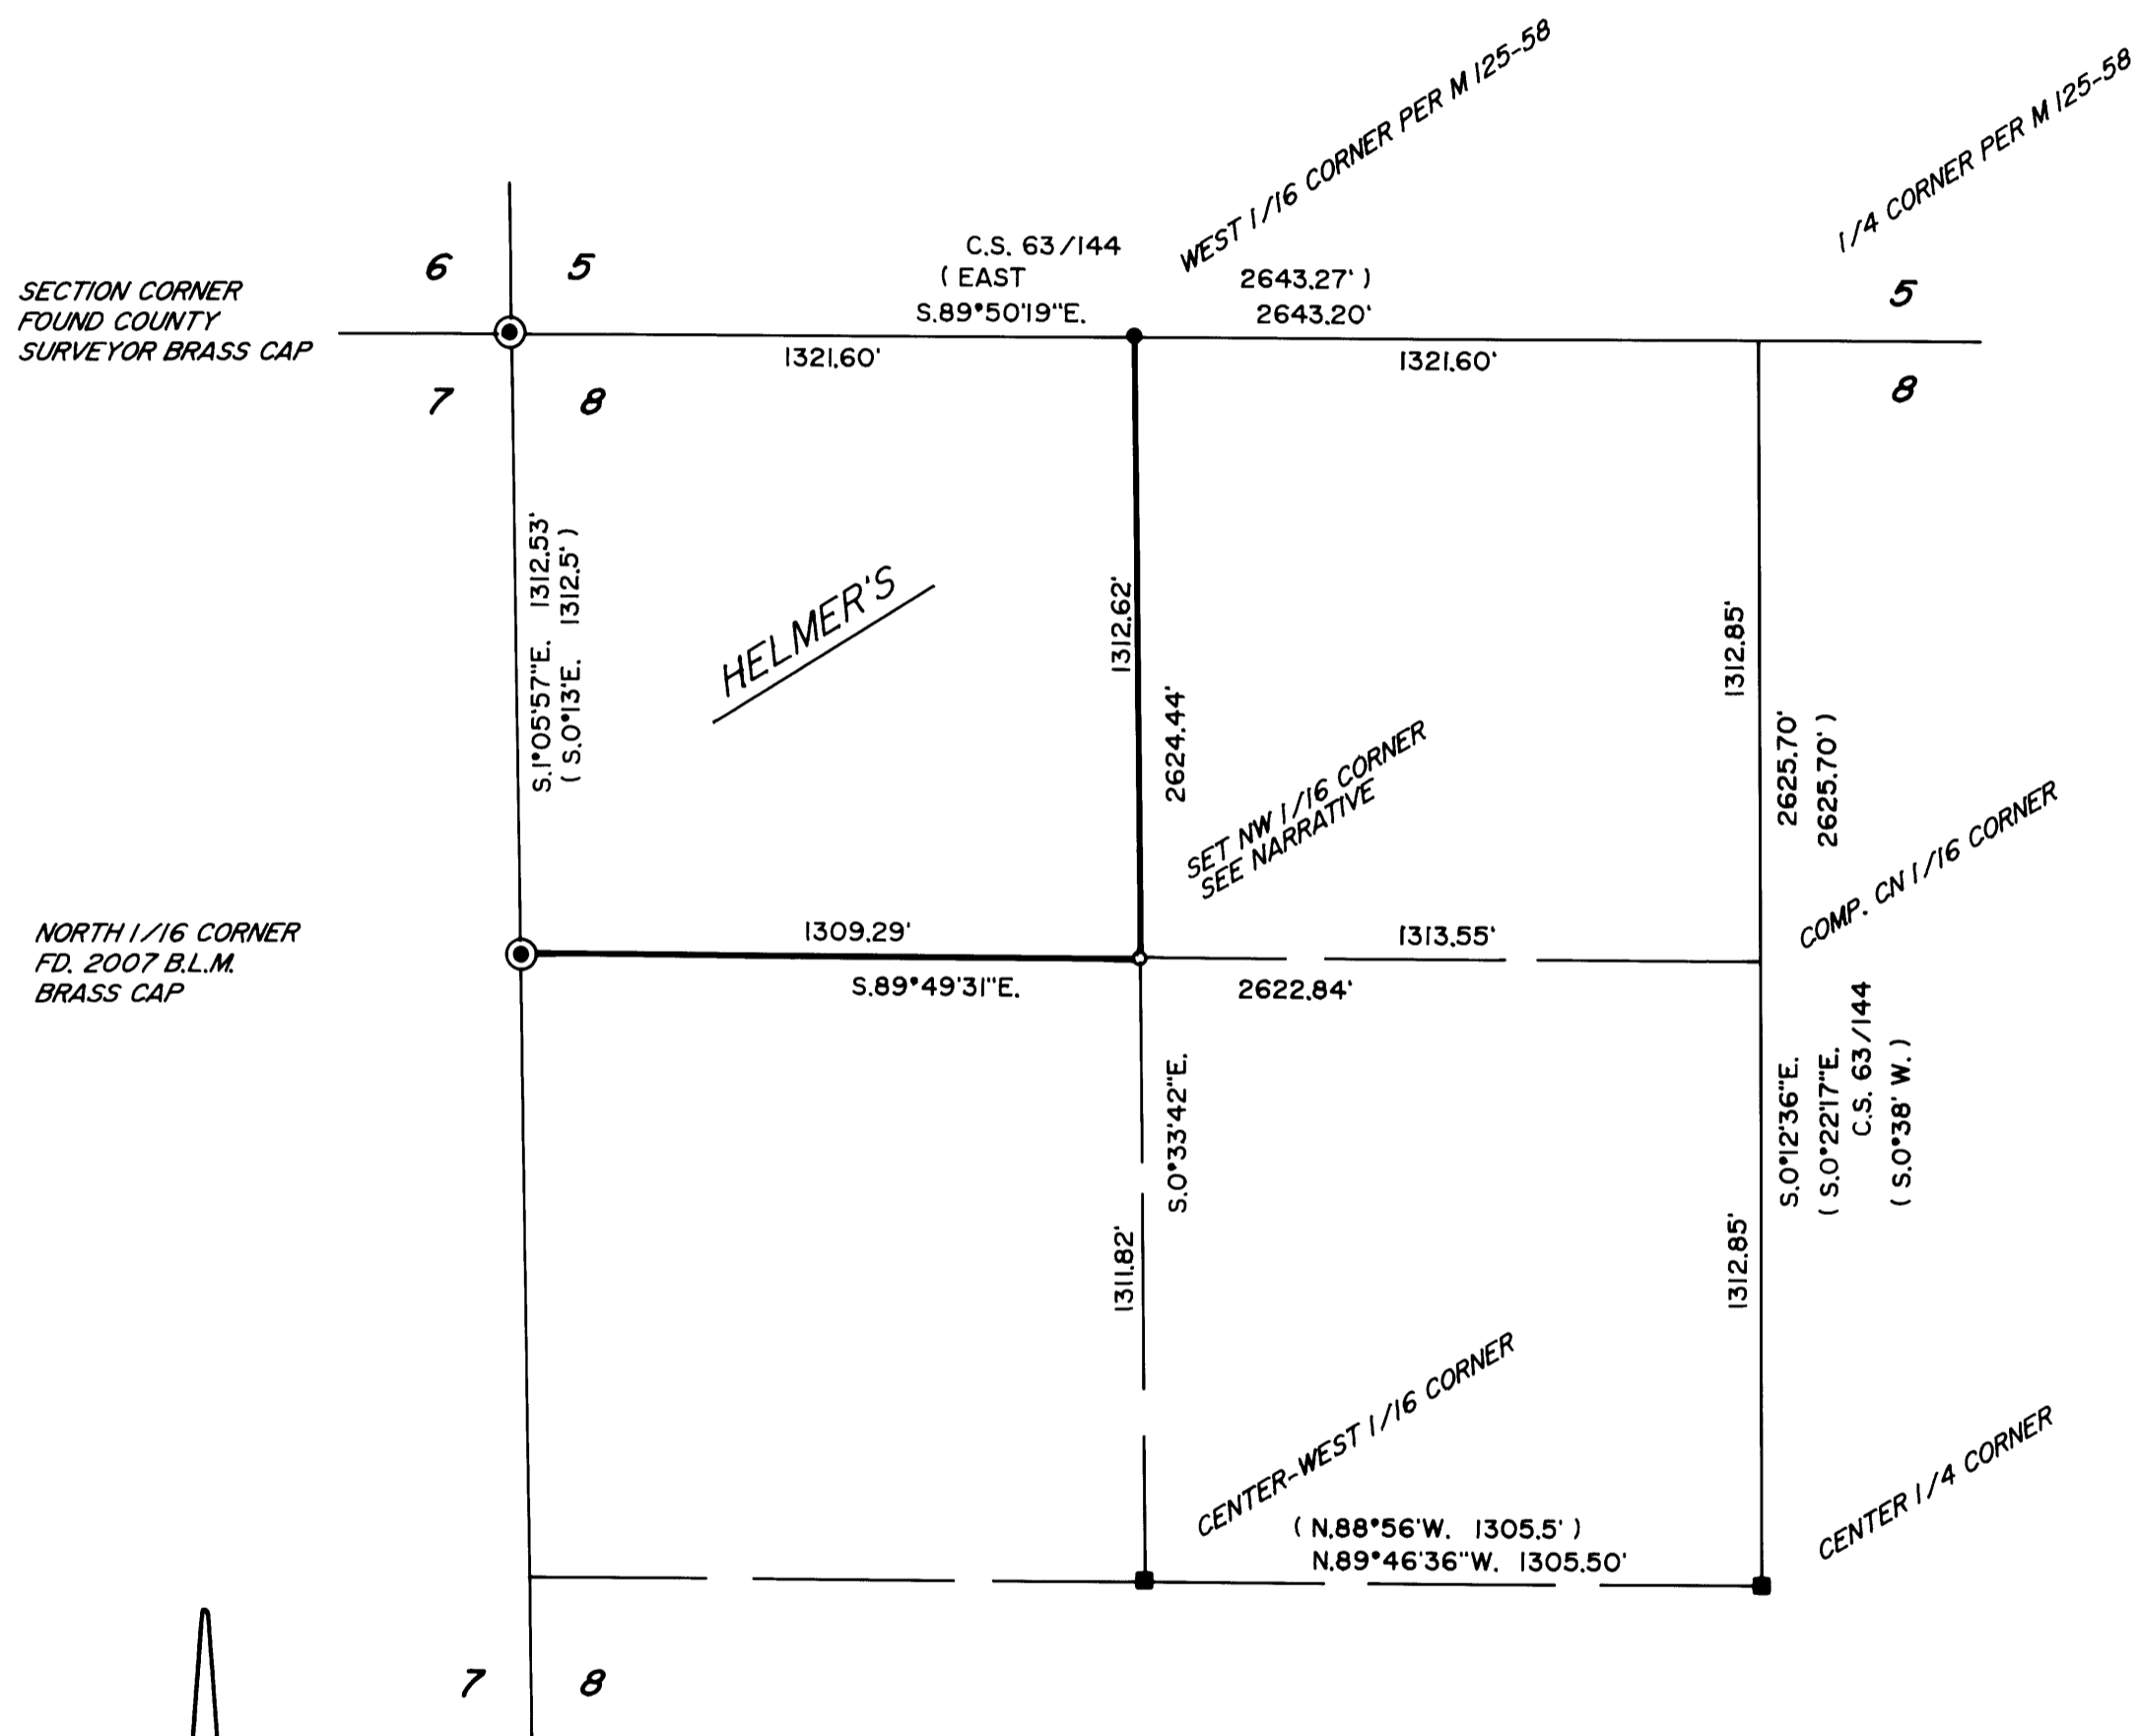 WEST 1/16 CORNER PER M 125-58
1/4 CORNER PER M 125-58
C.S. 63/144
( EAST 2643.27' )
S.89°50'19"E. 2643.20'
6 5
5
SECTION CORNER
FOUND COUNTY
SURVEYOR BRASS CAP
1321.60'
1321.60'
7 8
8
S.1°05'57"E. 1312.53'
( S.0°13'E. 1312.5' )
HELMER'S
1312.62'
2624.44'
S.0°33'42"E.
1312.85'
2625.70'
S.0°12'36"E.
2625.70' )
( S.0°22'17"E.
C.S. 63/144
( S.0°38' W. )
SET NW 1/16 CORNER
SEE NARRATIVE
COMP. CN 1/16 CORNER
NORTH 1/16 CORNER
FD. 2007 B.L.M.
BRASS CAP
1309.29'
1313.55'
S.89°49'31"E. 2622.84'
1311.82'
1312.85'
CENTER-WEST 1/16 CORNER
CENTER 1/4 CORNER
( N.88°56'W. 1305.5' )
N.89°46'36"W. 1305.50'
7 8